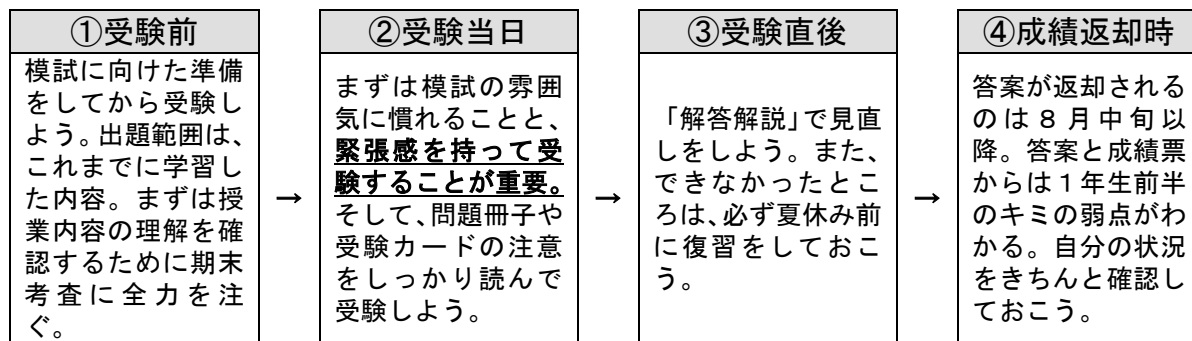 ①受験前
模試に向けた準備
をしてから受験し
よう。出題範囲は、
これまでに学習し
た内容。まずは授
業内容の理解を確
認するために期末
考査に全力を注
ぐ。
→
②受験当日
まずは模試の雰囲
気に慣れることと、
緊張感を持って受
験することが重要。
そして、問題冊子や
受験カードの注意
をしっかり読んで
受験しよう。
→
③受験直後
「解答解説」で見直
しをしよう。また、
できなかったとこ
ろは、必ず夏休み前
に復習をしておこ
う。
→
④成績返却時
答案が返却される
のは8月中旬以
降。答案と成績票
からは1年生前半
のキミの弱点がわ
かる。自分の状況
をきちんと確認し
ておこう。